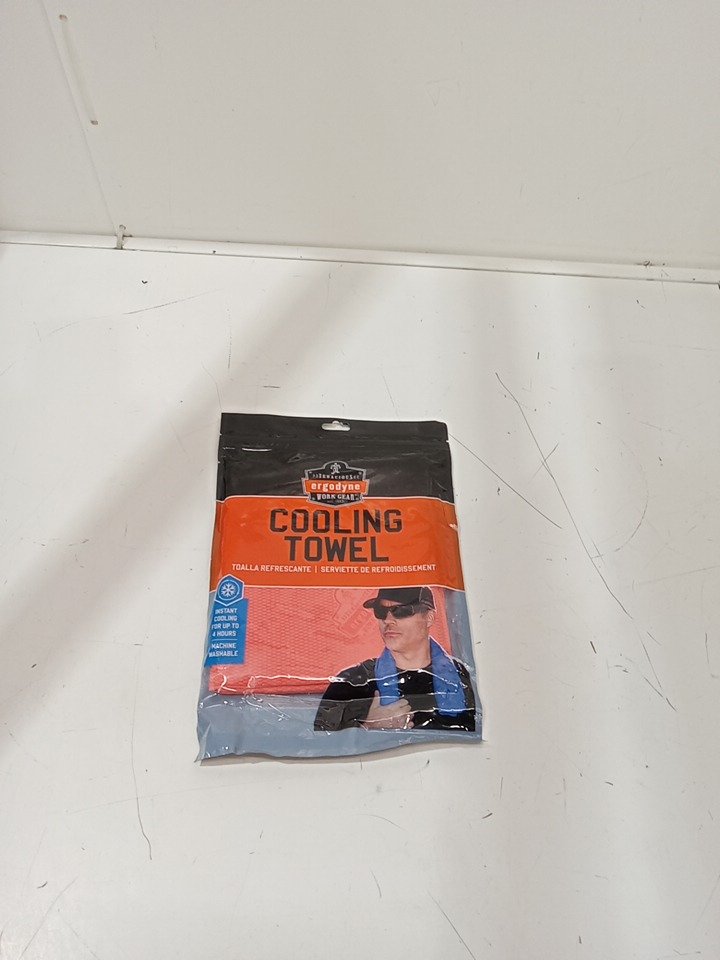 TENACIOUS
ergodyne
WORK GEAR
COOLING
TOWEL
TOALLA REFRESCANTE | SERVIETTE DE REFROIDISSEMENT
INSTANT
COOLING
FOR UP TO
4 HOURS
MACHINE
WASHABLE